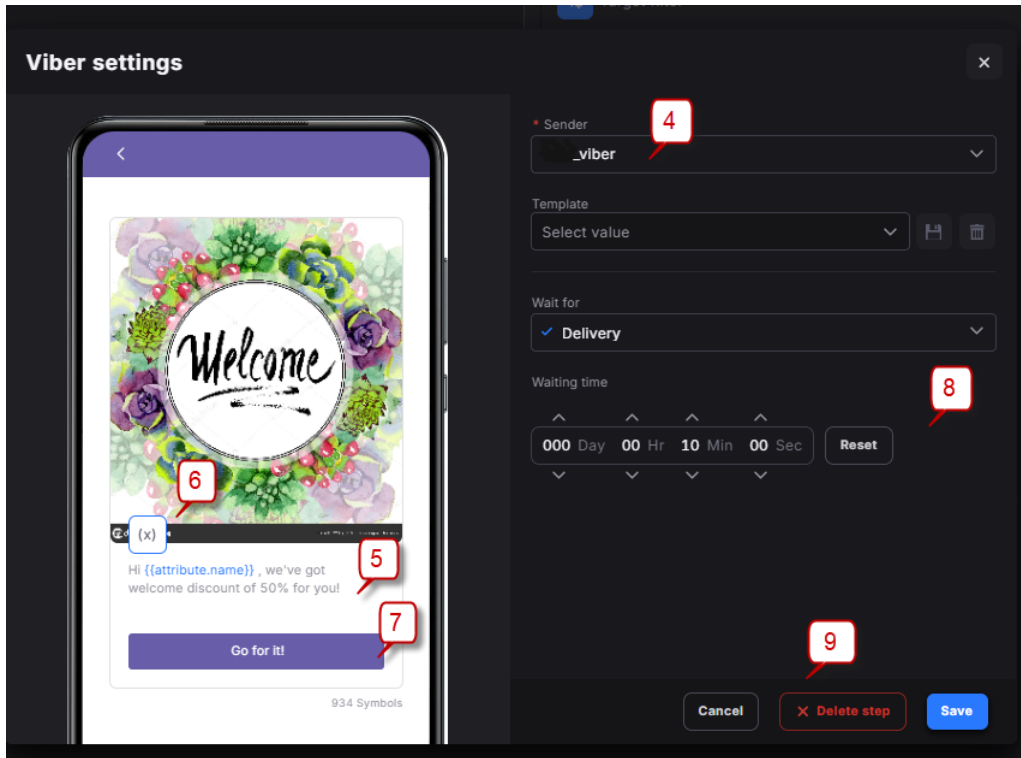 Viber settings
4
* Sender
_viber
Template
Select value
Wait for
Delivery
Waiting time
8
000 Day 00 Hr 10 Min 00 Sec
Reset
Welcome
6
(x)
5
Hi {{attribute.name}} , we've got
welcome discount of 50% for you!
7
Go for it!
934 Symbols
9
Cancel
Delete step
Save